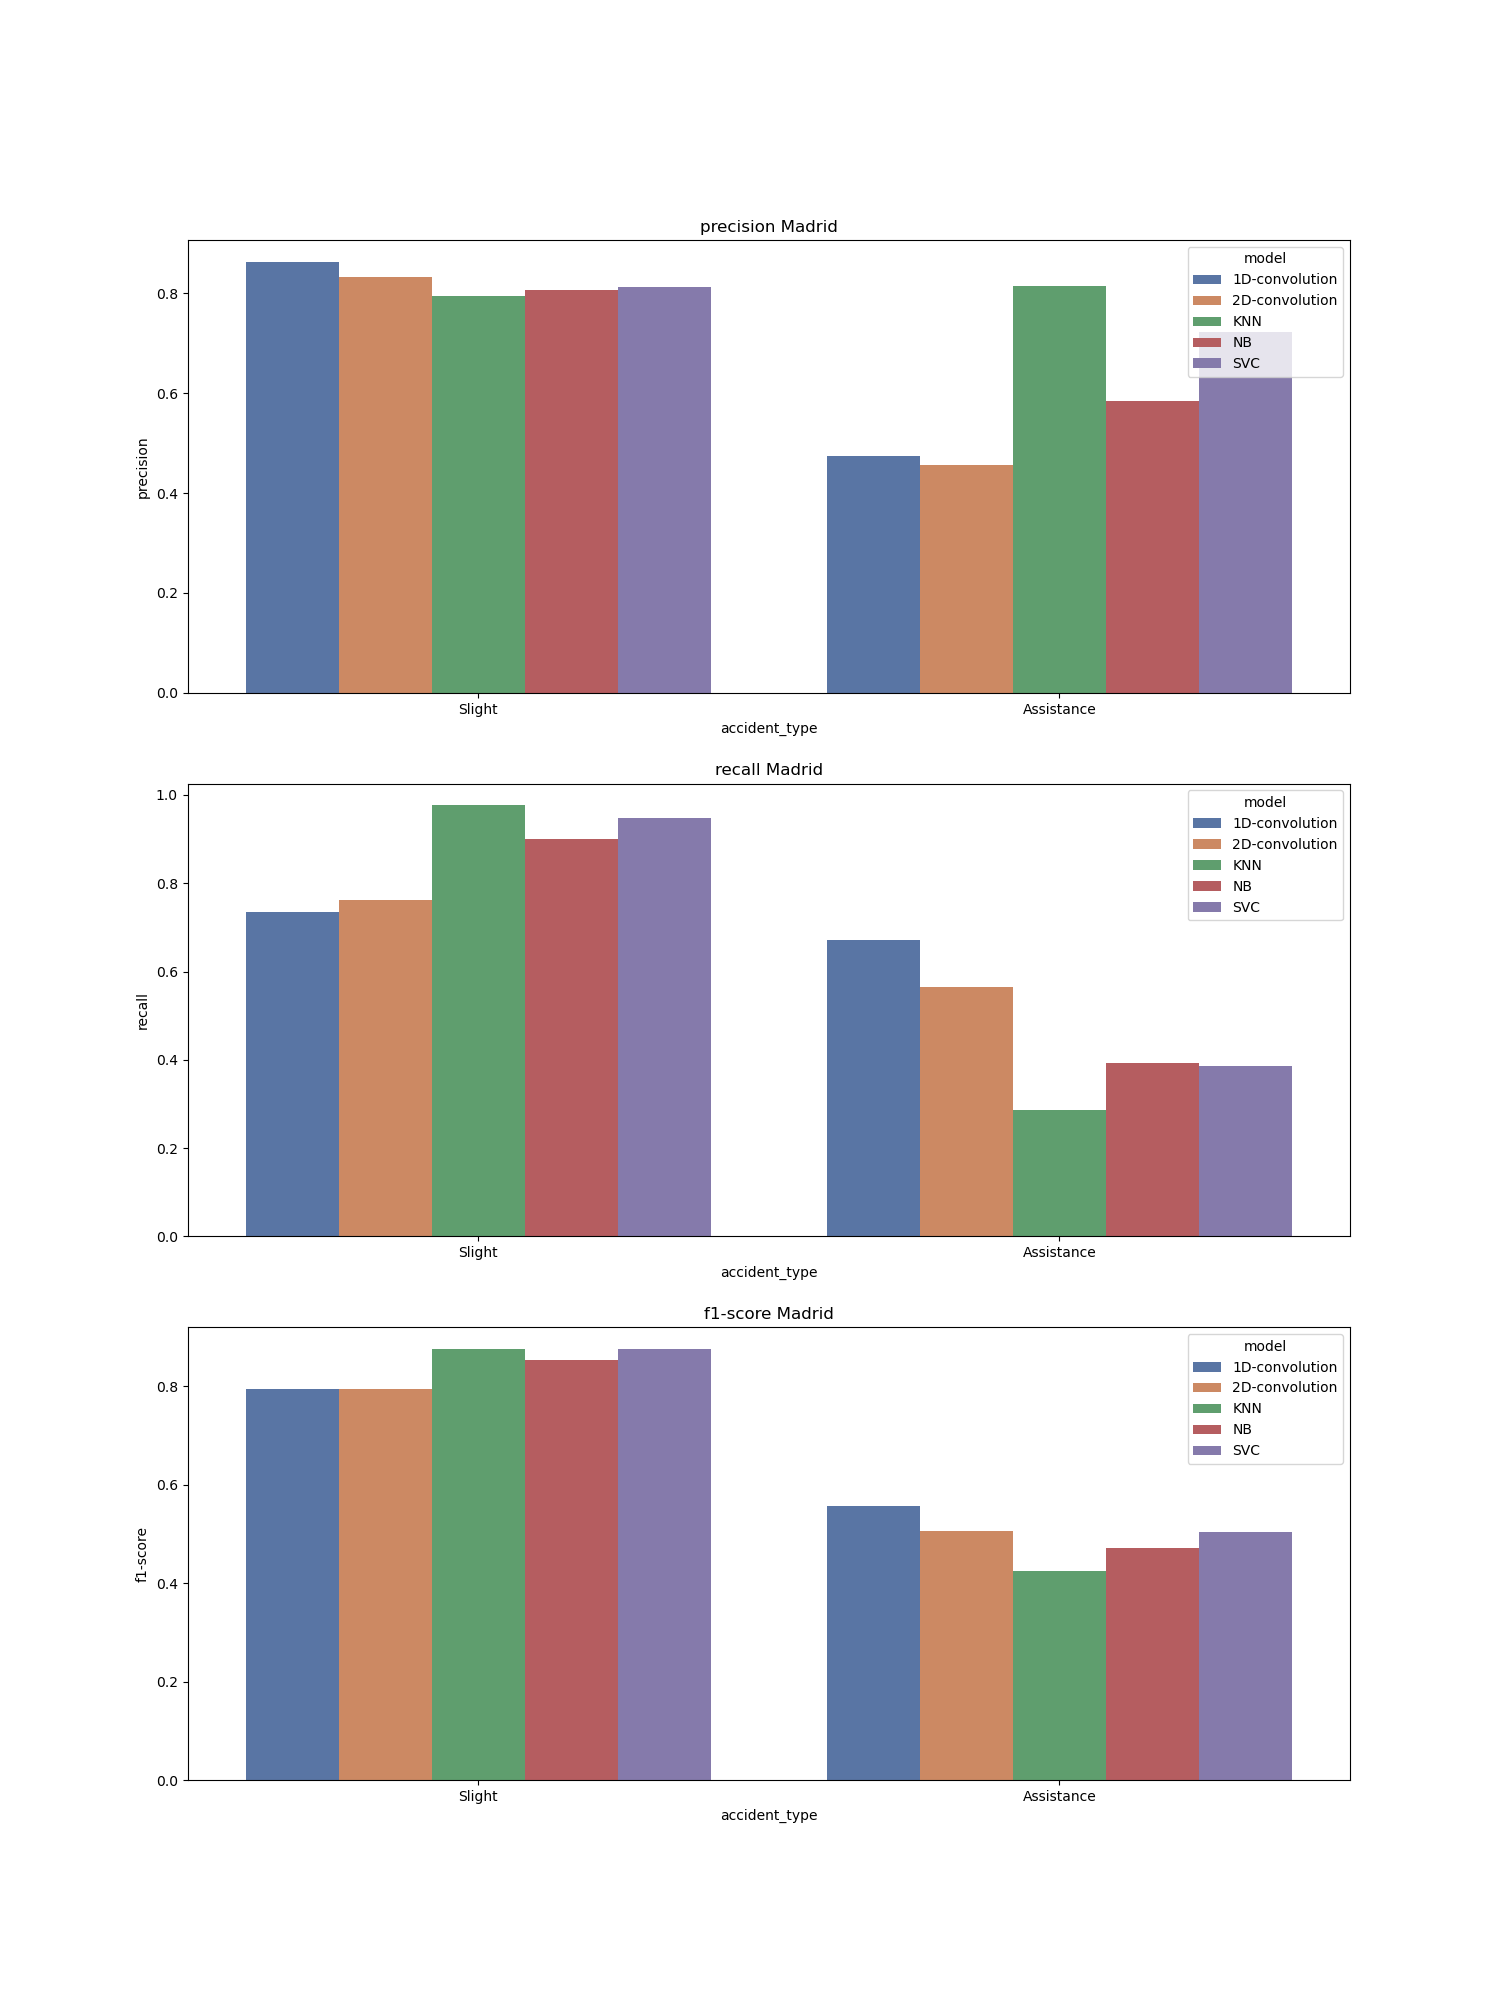 precision Madrid
model
1D-convolution
2D-convolution
KNN
NB
SVC
0.8
0.6
0.4
0.2
0.0
precision
Slight
Assistance
accident_type
recall Madrid
model
1D-convolution
2D-convolution
KNN
NB
SVC
1.0
0.8
0.6
0.4
0.2
0.0
recall
Slight
Assistance
accident_type
f1-score Madrid
model
1D-convolution
2D-convolution
KNN
NB
SVC
0.8
0.6
0.4
0.2
0.0
f1-score
Slight
Assistance
accident_type